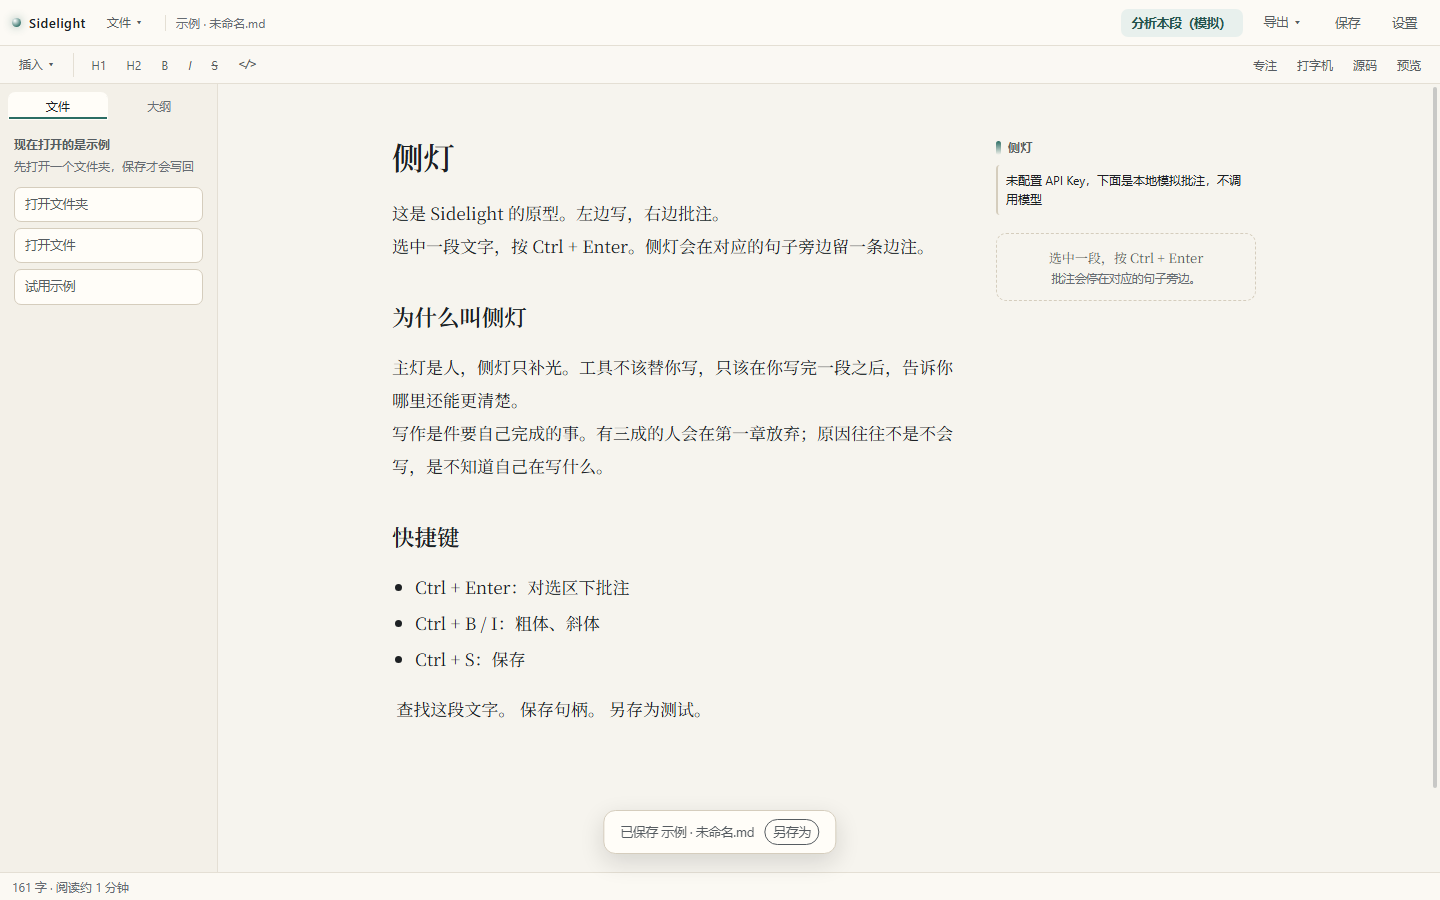 Sidelight 文件 示例 · 未命名.md 分析本段（模拟） 导出 保存 设置
插入 H1 H2 B I S </> 专注 打字机 源码 预览
文件 大纲
现在打开的是示例
先打开一个文件夹，保存才会写回
打开文件夹
打开文件
试用示例
侧灯
这是 Sidelight 的原型。左边写，右边批注。
选中一段文字，按 Ctrl + Enter。侧灯会在对应的句子旁边留一条边注。
为什么叫侧灯
主灯是人，侧灯只补光。工具不该替你写，只该在你写完一段之后，告诉你
哪里还能更清楚。
写作是件要自己完成的事。有三成的人会在第一章放弃；原因往往不是不会
写，是不知道自己在写什么。
快捷键
Ctrl + Enter：对选区下批注
Ctrl + B / I：粗体、斜体
Ctrl + S：保存
查找这段文字。 保存句柄。 另存为测试。
侧灯
未配置 API Key，下面是本地模拟批注，不调
用模型
选中一段，按 Ctrl + Enter
批注会停在对应的句子旁边。
已保存 示例 · 未命名.md 另存为
161 字 · 阅读约 1 分钟